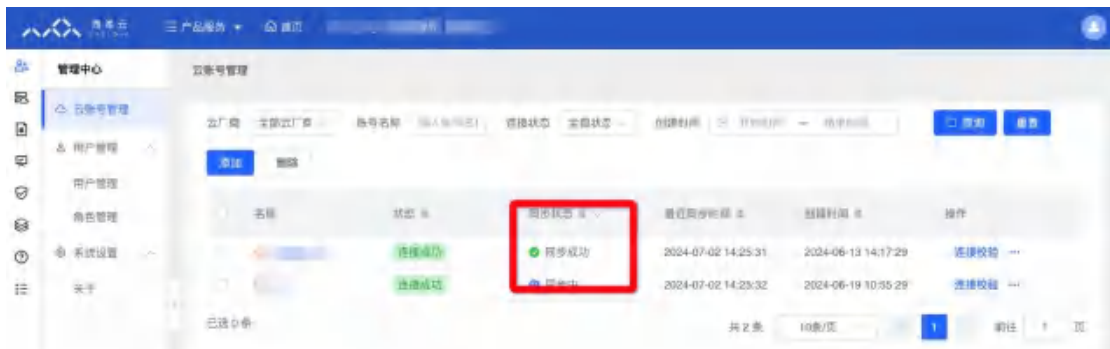 产品服务 首页
管理中心 云账号管理
云账号管理
云厂商 全部云厂商 账号名称 连接状态 全部状态 创建时间 开始时间 - 结束时间 查询 重置
用户管理
添加 删除
用户管理
名称 状态 同步状态 最近同步时间 创建时间 操作
角色管理
系统设置 连接成功 同步成功 2024-07-02 14:25:31 2024-06-13 14:17:29 连接校验 ...
关于 连接成功 同步中 2024-07-02 14:25:32 2024-06-19 10:55:29 连接校验 ...
已选 0 条 共 2 条 10条/页 1 前往 1 页